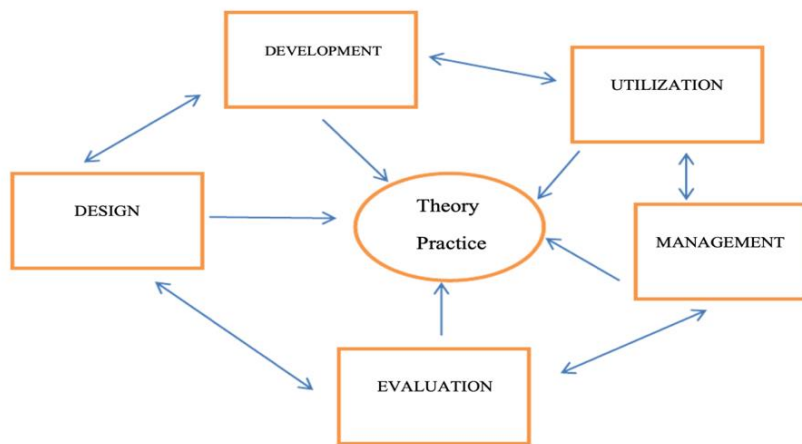 DEVELOPMENT
UTILIZATION
DESIGN
Theory
Practice
MANAGEMENT
EVALUATION